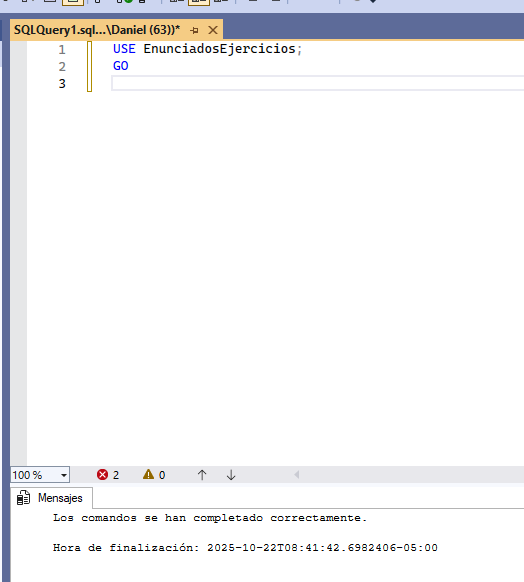 SQLQuery1.sql...\Daniel (63))*
1 USE EnunciadosEjercicios;
2 GO
3
100 % 2 0
Mensajes
Los comandos se han completado correctamente.
Hora de finalización: 2025-10-22T08:41:42.6982406-05:00